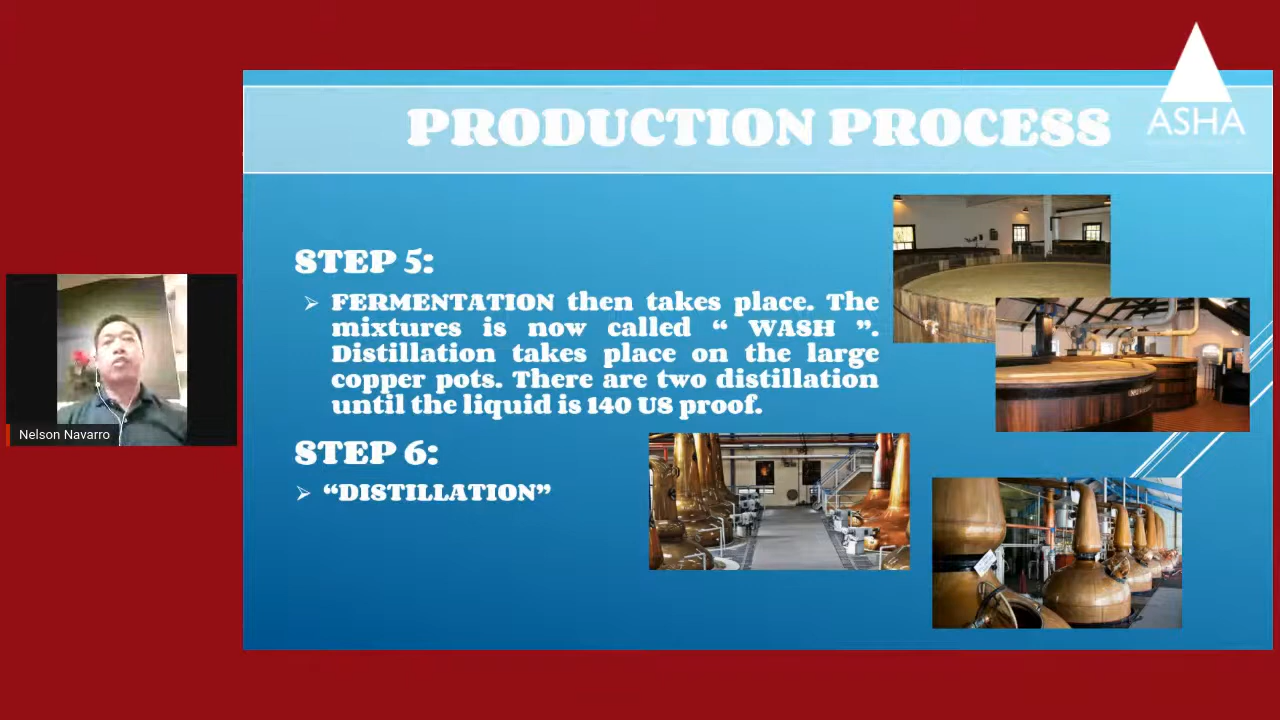 PRODUCTION PROCESS
ASHA
STEP 5:
FERMENTATION then takes place. The
mixtures is now called “ WASH ”.
Distillation takes place on the large
copper pots. There are two distillation
until the liquid is 140 US proof.
STEP 6:
“DISTILLATION”
Nelson Navarro